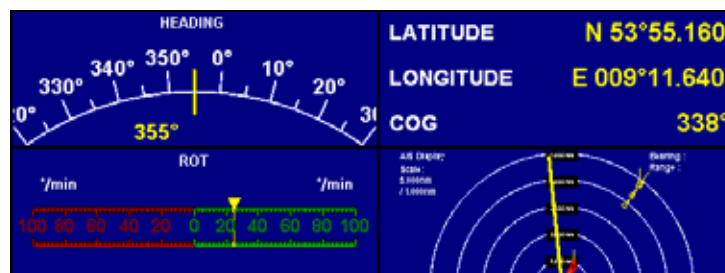 HEADING
330° 340° 350° 0° 10° 20°
355°
LATITUDE N 53°55.160
LONGITUDE E 009°11.640
COG 338°
ROT
°/min °/min
100 80 60 40 20 0 20 40 60 80 100
AIS Display
Scale :
Bearing :
Range :